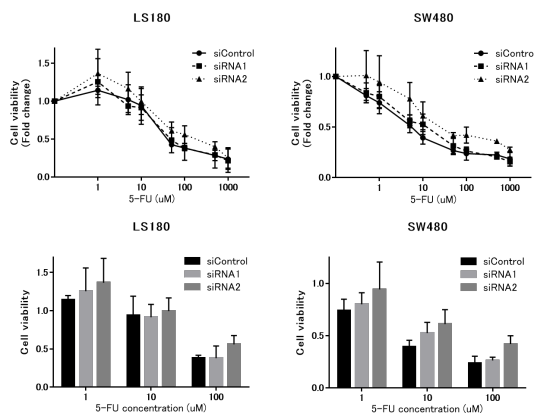 LS180
Cell viability
(Fold change)
1.5
1.0
0.5
0.0
1
10
100
1000
5-FU (uM)
siControl
siRNA1
siRNA2
SW480
Cell viability
(Fold change)
1.0
0.5
0.0
1
10
100
1000
5-FU (uM)
siControl
siRNA1
siRNA2
LS180
Cell viability
1.5
1.0
0.5
0.0
1
10
100
5-FU concentration (uM)
siControl
siRNA1
siRNA2
SW480
Cell viability
1.0
0.5
0.0
1
10
100
5-FU concentration (uM)
siControl
siRNA1
siRNA2